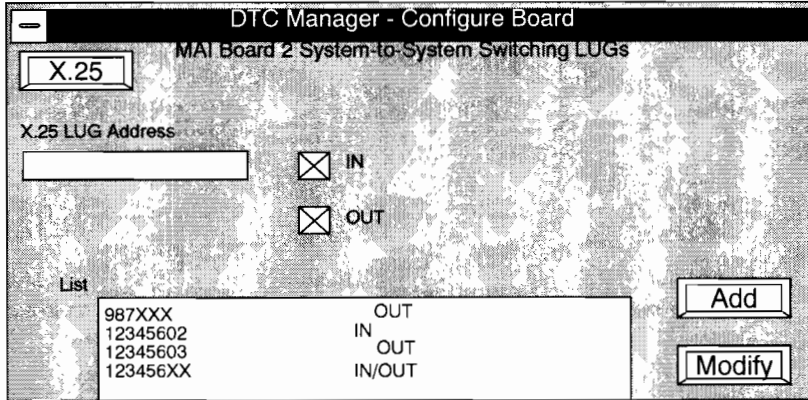 DTC Manager - Configure Board
MAI Board 2 System-to-System Switching LUGs
X.25
X.25 LUG Address
IN
OUT
List
987XXX OUT
12345602 IN
12345603 OUT
123456XX IN/OUT
Add
Modify